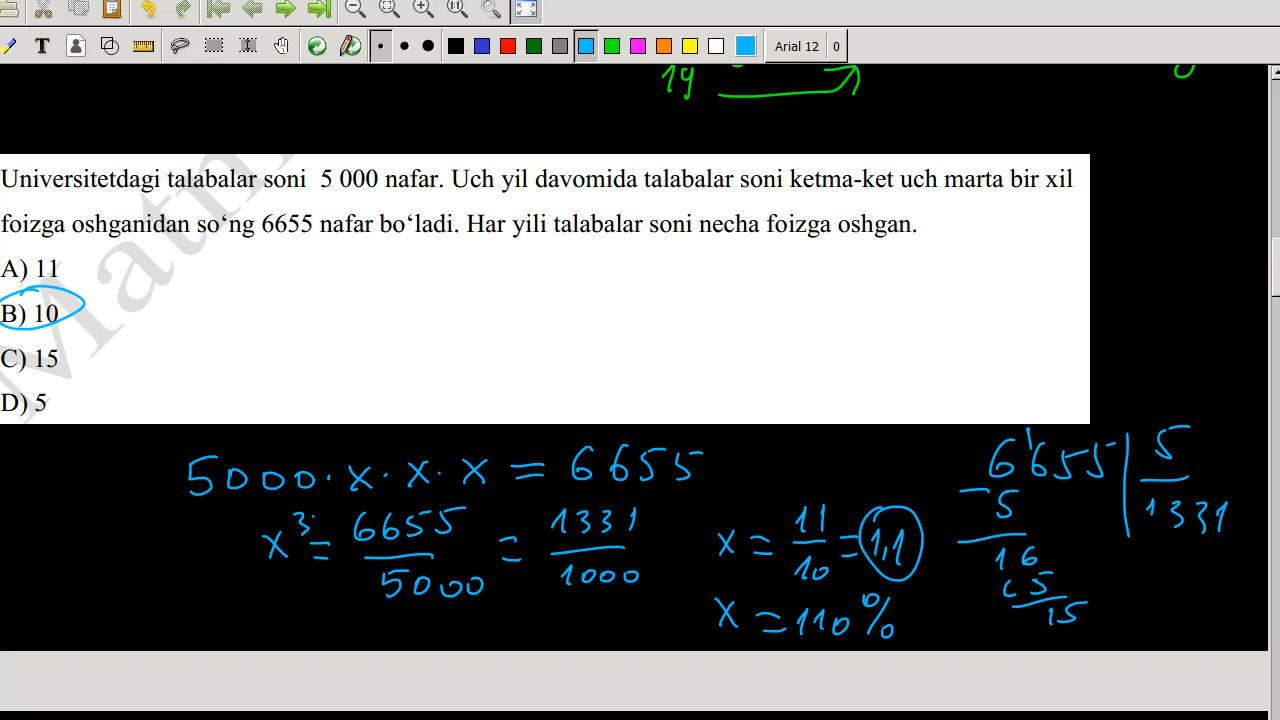 Arial 12 0
19
Universitetdagi talabalar soni 5 000 nafar. Uch yil davomida talabalar soni ketma-ket uch marta bir xil
foizga oshganidan so‘ng 6655 nafar bo‘ladi. Har yili talabalar soni necha foizga oshgan.
A) 11
B) 10
C) 15
D) 5
5000·x·x·x = 6655
x³ = 6655/5000 = 1331/1000
x = 11/10 = 1,1
x = 110%
6655 | 5
5 1331
16
15
15